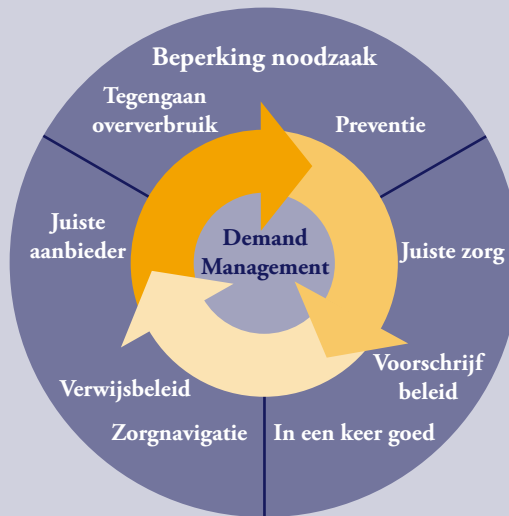 Beperking noodzaak
Tegengaan
oververbruik
Preventie
Juiste
aanbieder
Demand
Management
Juiste zorg
Verwijsbeleid
Voorschrijf
beleid
Zorgnavigatie
In een keer goed